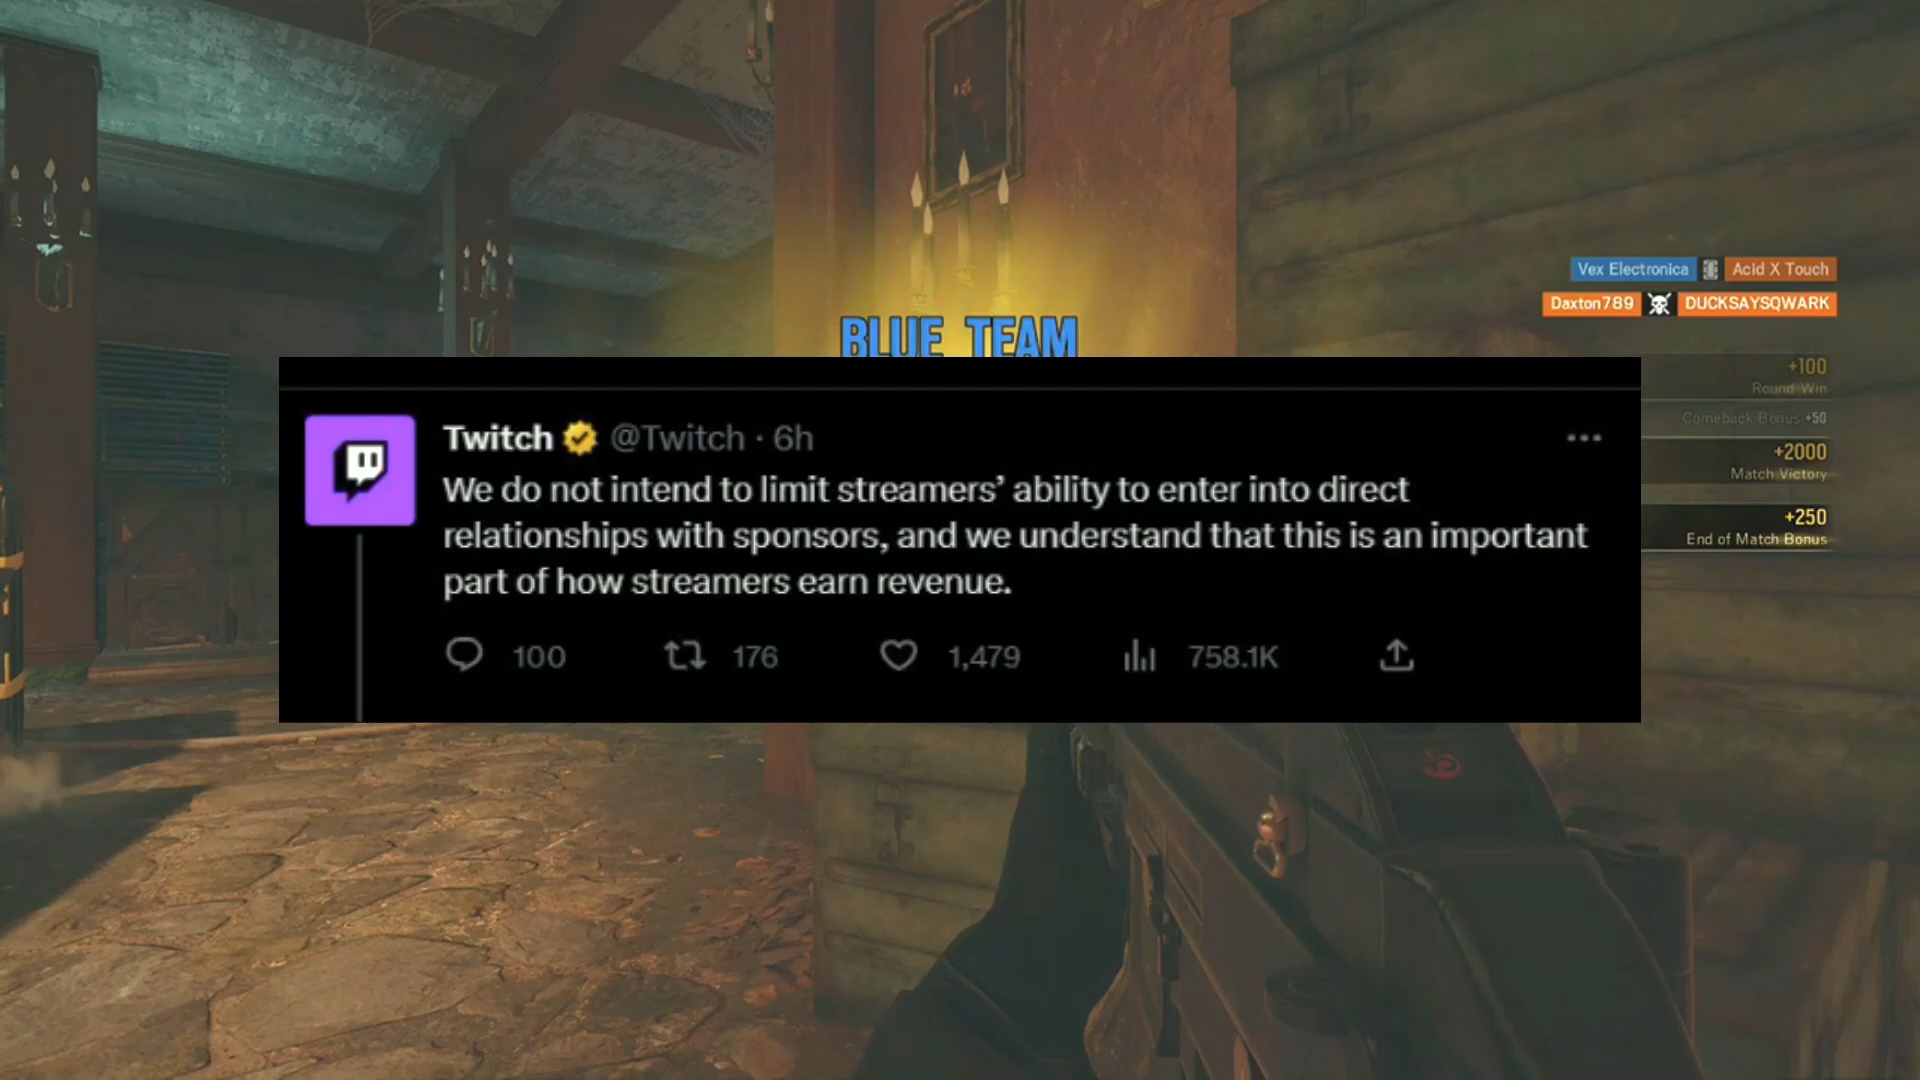 BLUE TEAM
Vex Electronica Acid X Touch
Daxton789 DUCKSAYSQWARK
+100
Round Win
Comeback Bonus +50
+2000
Match Victory
+250
End of Match Bonus
Twitch @Twitch · 6h
We do not intend to limit streamers’ ability to enter into direct
relationships with sponsors, and we understand that this is an important
part of how streamers earn revenue.
100 176 1,479 758.1K